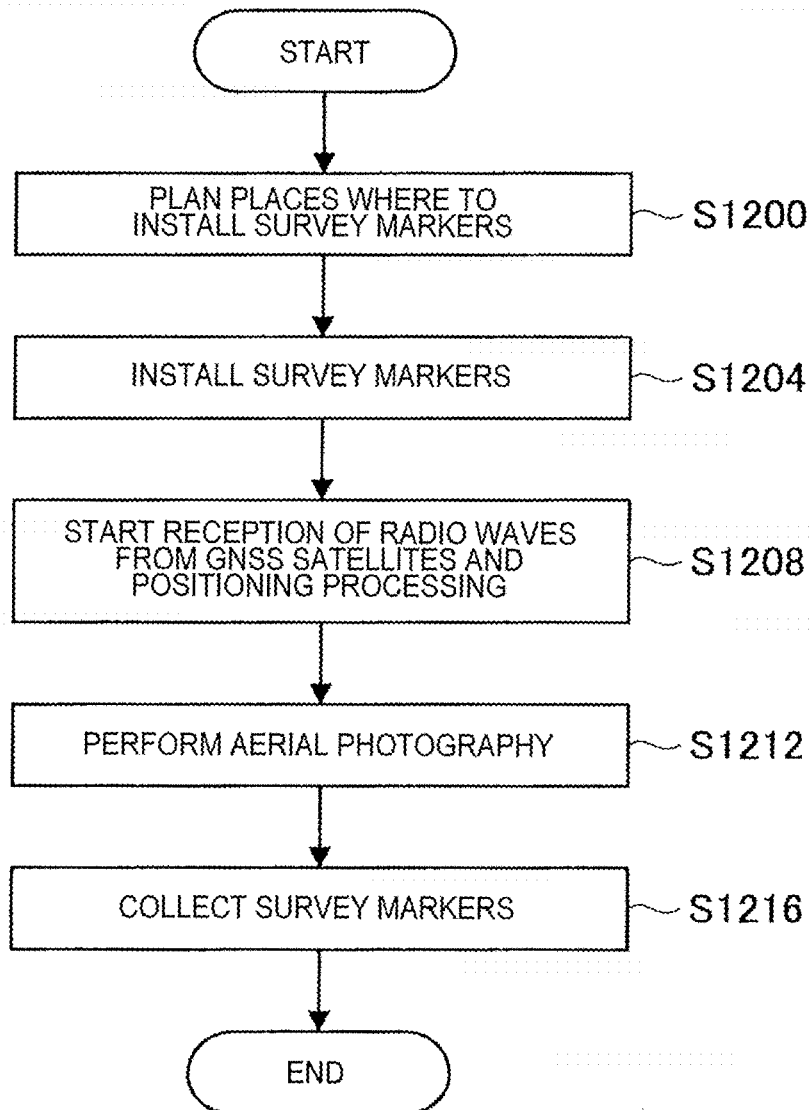 START
PLAN PLACES WHERE TO
INSTALL SURVEY MARKERS
S1200
INSTALL SURVEY MARKERS
S1204
START RECEPTION OF RADIO WAVES
FROM GNSS SATELLITES AND
POSITIONING PROCESSING
S1208
PERFORM AERIAL PHOTOGRAPHY
S1212
COLLECT SURVEY MARKERS
S1216
END